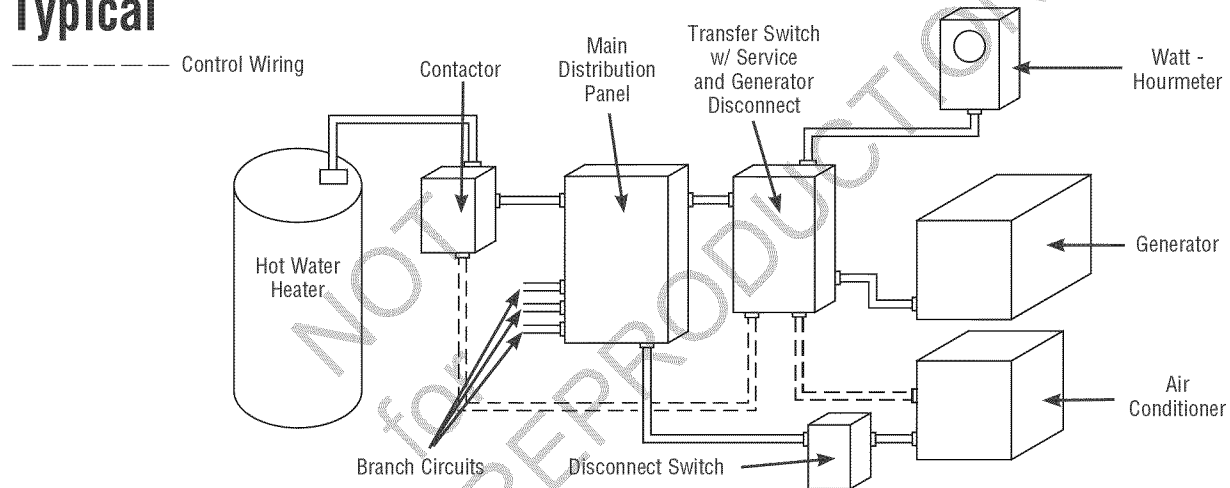 Typical
Control Wiring
Contactor
Main
Distribution
Panel
Transfer Switch
w/ Service
and Generator
Disconnect
Watt -
Hourmeter
Hot Water
Heater
Generator
Air
Conditioner
Branch Circuits
Disconnect Switch
NOT
for
REPRODUCTION